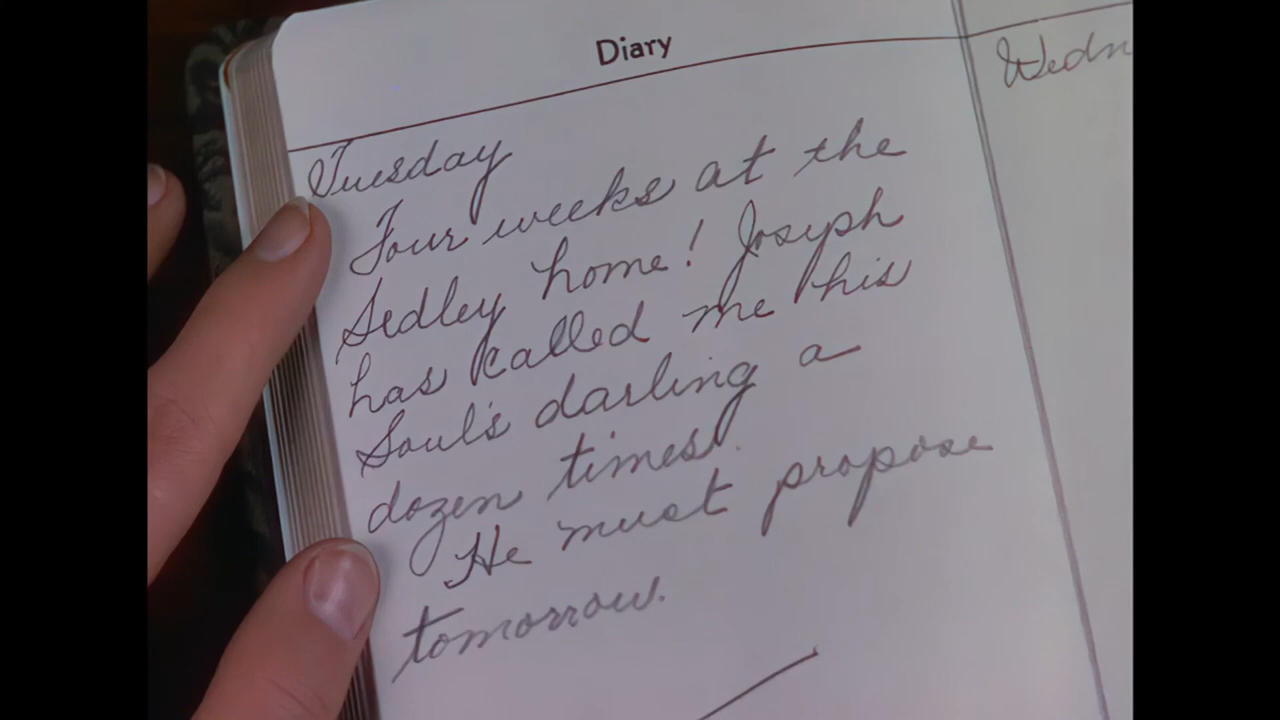 Diary
Tuesday
Four weeks at the
Sedley home! Joseph
has called me his
Soul's darling a
dozen times.
He must propose
tomorrow.
Wedn